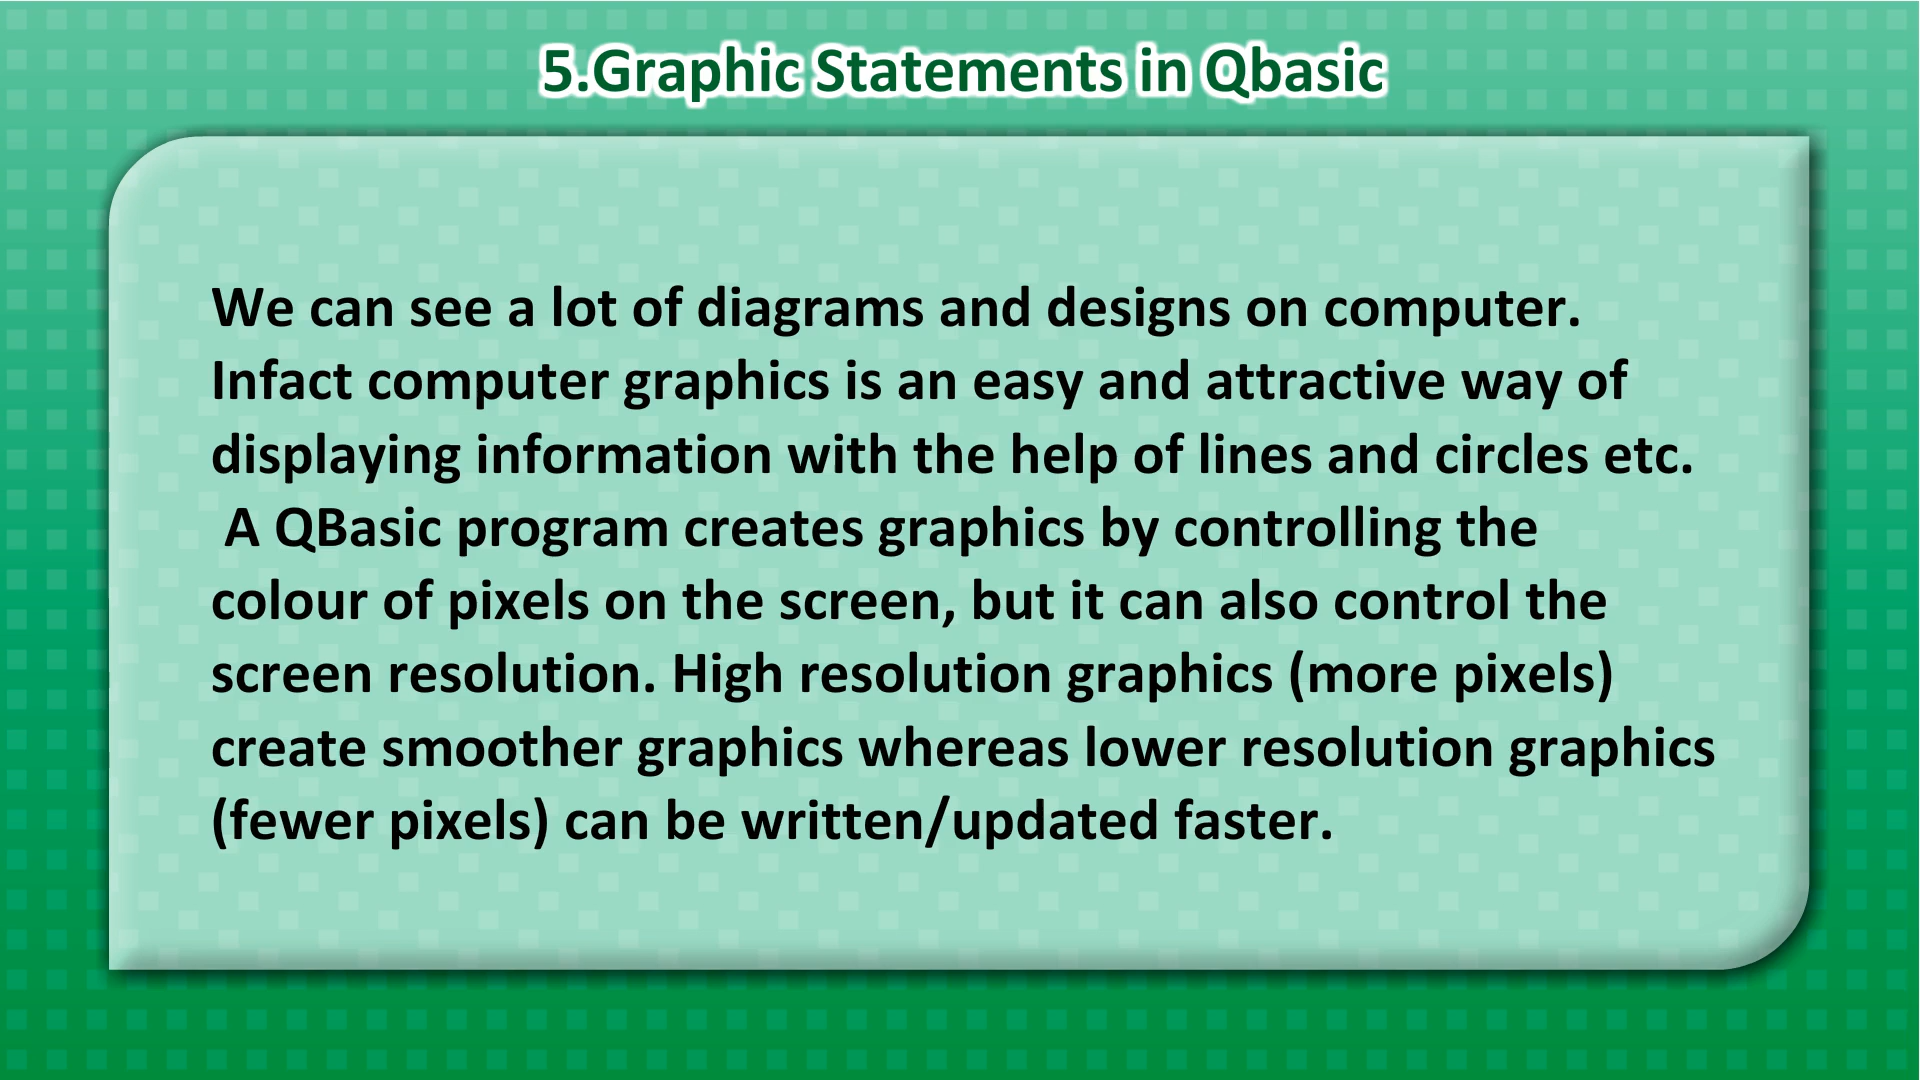 5.Graphic Statements in Qbasic
We can see a lot of diagrams and designs on computer.
Infact computer graphics is an easy and attractive way of
displaying information with the help of lines and circles etc.
A QBasic program creates graphics by controlling the
colour of pixels on the screen, but it can also control the
screen resolution. High resolution graphics (more pixels)
create smoother graphics whereas lower resolution graphics
(fewer pixels) can be written/updated faster.